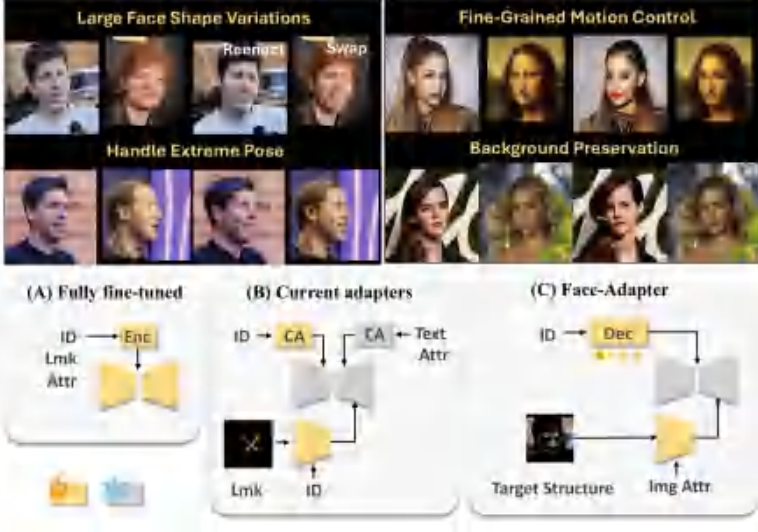 Large Face Shape Variations
Reenact
Swap
Fine-Grained Motion Control
Handle Extreme Pose
Background Preservation
(A) Fully fine-tuned
ID
Enc
Lmk
Attr
(B) Current adapters
ID
CA
CA
Text
Attr
Lmk
ID
(C) Face-Adapter
ID
Dec
Target Structure
Img Attr